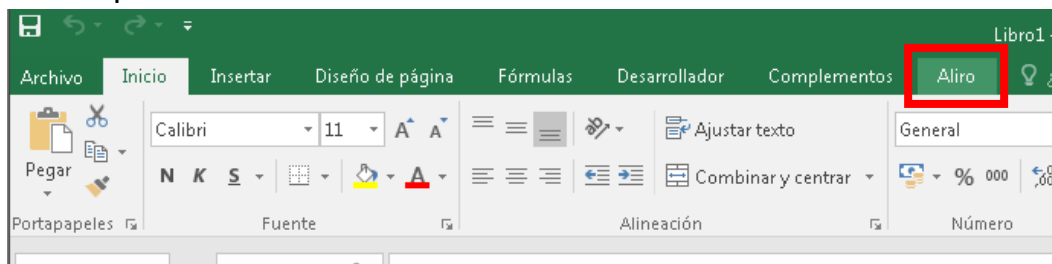 Libro1 -
Archivo Inicio Insertar Diseño de página Fórmulas Desarrollador Complementos Aliro
Calibri 11 A A Ajustar texto General
Pegar N K S A Combinar y centrar % 000
Portapapeles Fuente Alineación Número